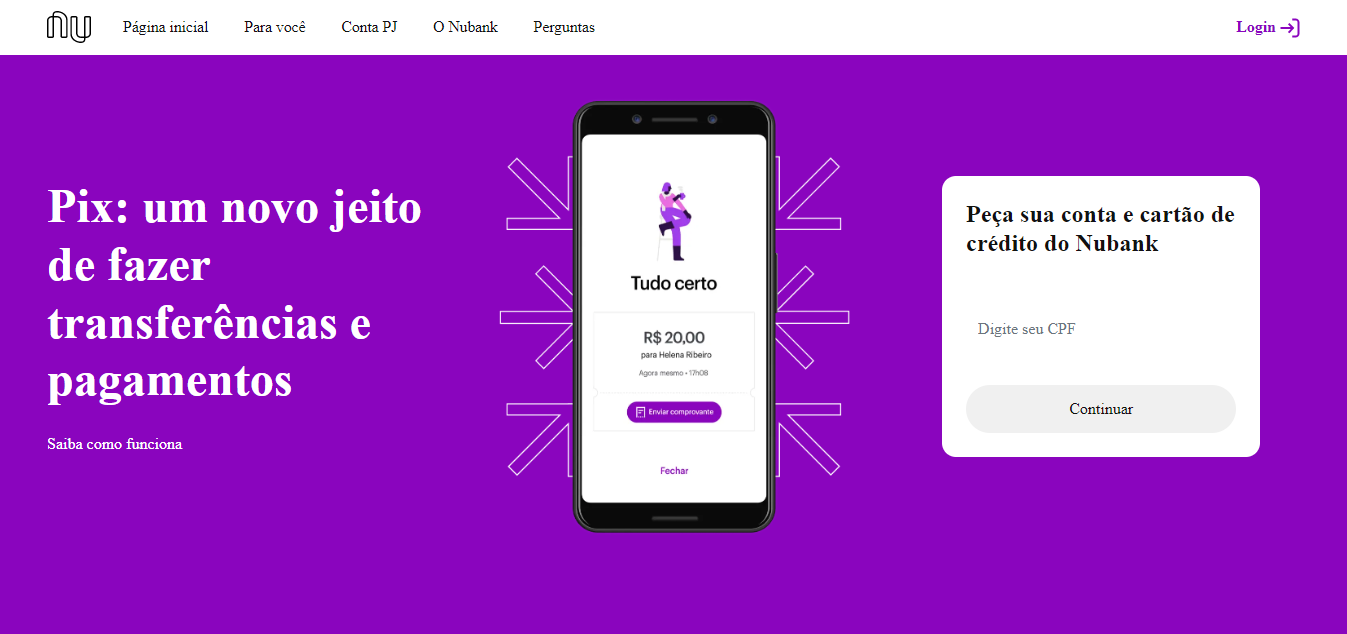 nu Página inicial Para você Conta PJ O Nubank Perguntas Login
Pix: um novo jeito
de fazer
transferências e
pagamentos
Saiba como funciona
Tudo certo
R$ 20,00
para Helena Ribeiro
Agora mesmo • 17h08
Enviar comprovante
Fechar
Peça sua conta e cartão de
crédito do Nubank
Digite seu CPF
Continuar